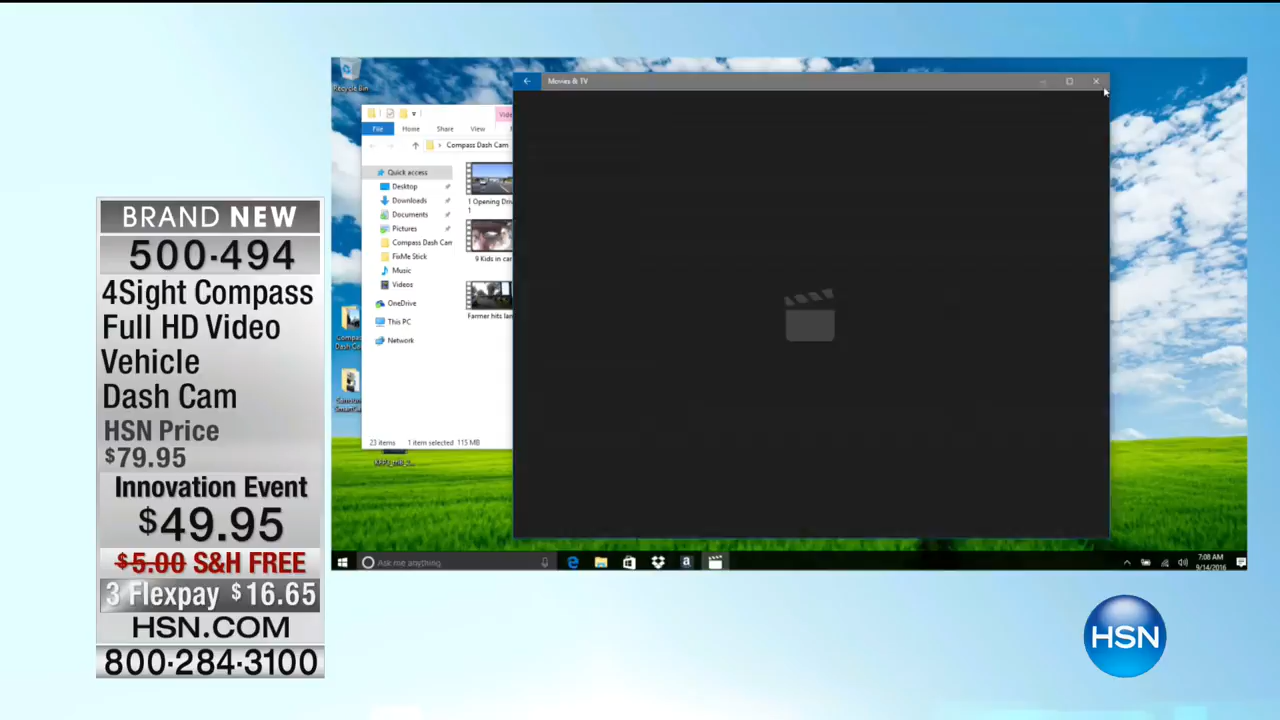 BRAND NEW
500·494
4Sight Compass
Full HD Video
Vehicle
Dash Cam
HSN Price
$79.95
Innovation Event
$49.95
$5.00 S&H FREE
3 Flexpay $16.65
HSN.COM
800·284·3100
Recycle Bin
Movies & TV
File
Home
Share
View
Compass Dash Cam
Quick access
Desktop
Downloads
Documents
Pictures
Compass Dash Cam
FixMe Stick
Music
Videos
OneDrive
This PC
Network
1 Opening Dri
1
9 Kids in car
Farmer hits
23 items 1 item selected 115 MB
Ask me anything
7:08 AM
9/14/2016
HSN